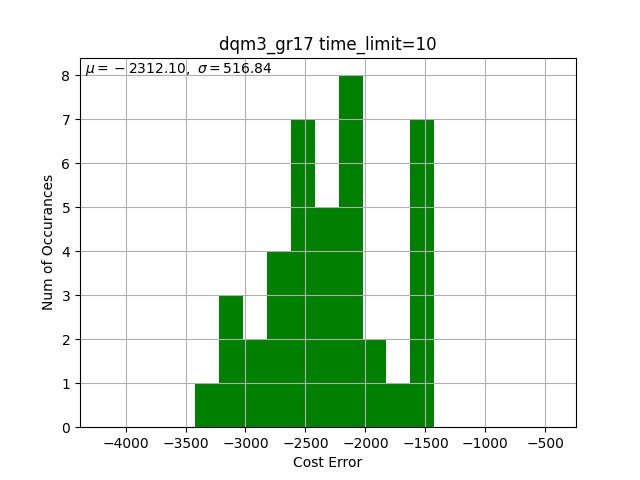 dqm3_gr17 time_limit=10
μ = −2312.10, σ = 516.84
8
7
6
5
4
3
2
1
0
Num of Occurances
−4000 −3500 −3000 −2500 −2000 −1500 −1000 −500
Cost Error